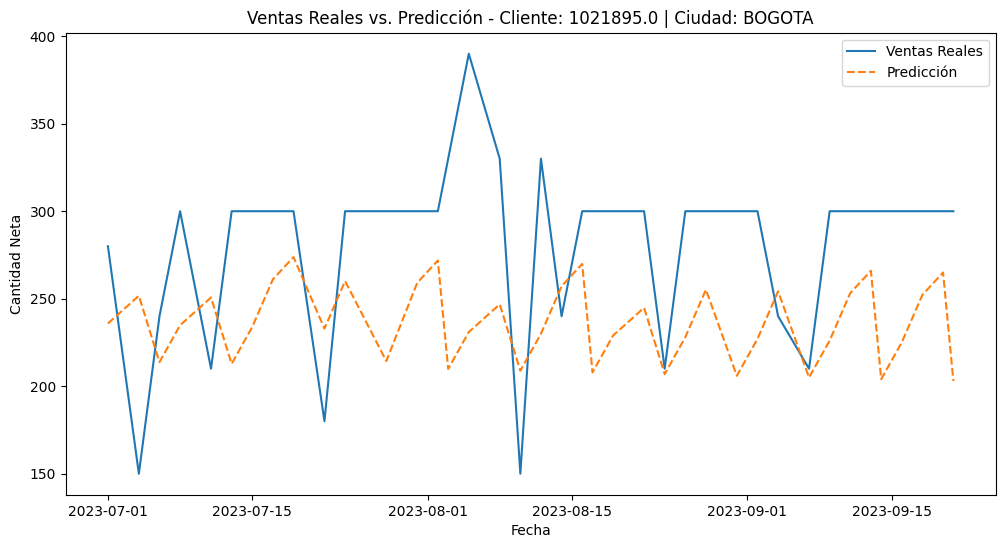 Ventas Reales vs. Predicción - Cliente: 1021895.0 | Ciudad: BOGOTA
Ventas Reales
Predicción
Cantidad Neta
400
350
300
250
200
150
2023-07-01
2023-07-15
2023-08-01
2023-08-15
2023-09-01
2023-09-15
Fecha